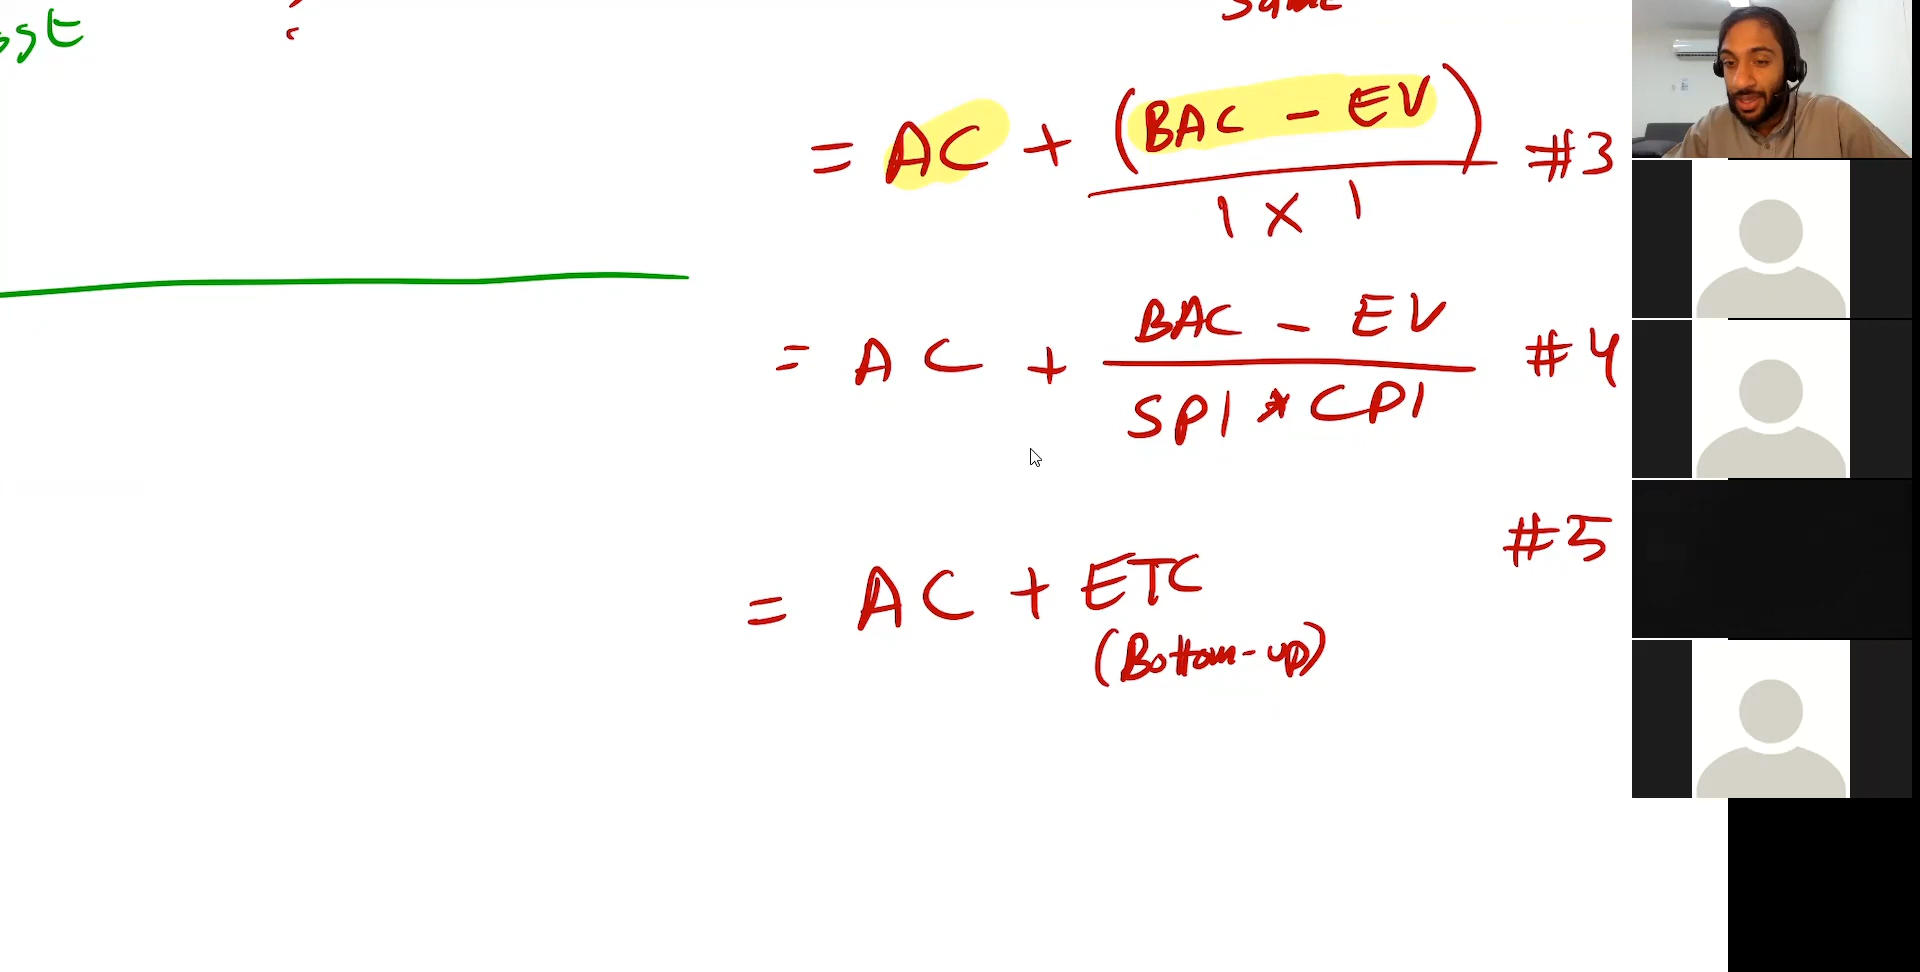 = AC + (BAC - EV) #3
1 x 1
= AC + BAC - EV #4
SPI * CPI
#5
= AC + ETC
(Bottom-up)